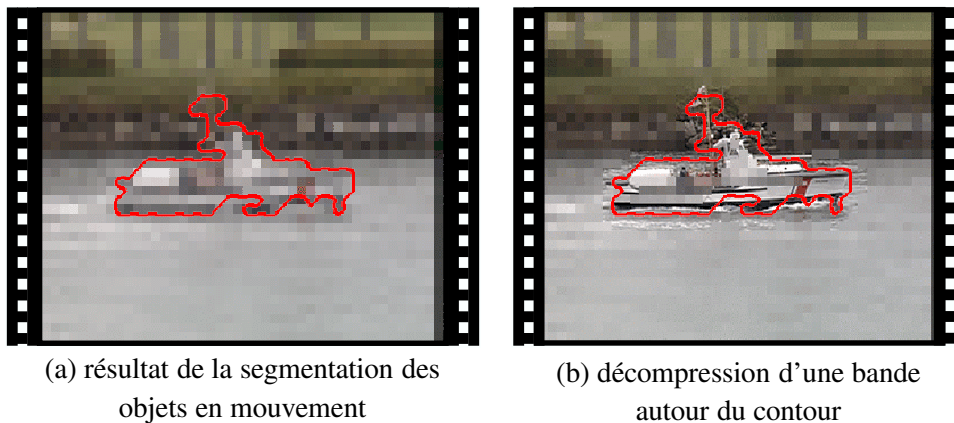 (a) résultat de la segmentation des
objets en mouvement
(b) décompression d'une bande
autour du contour